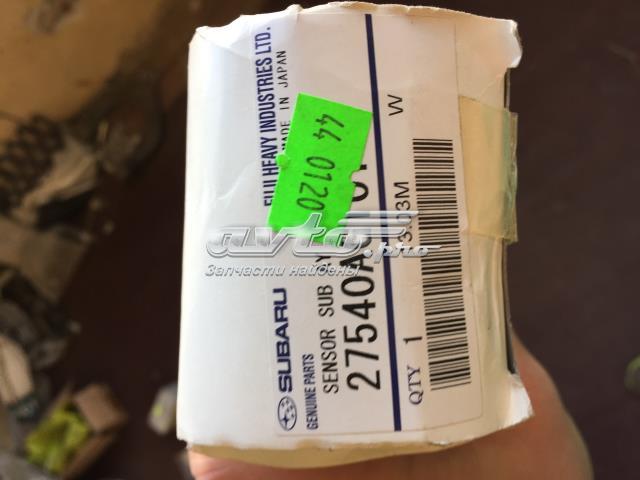 SUBARU
GENUINE PARTS
FUJI HEAVY INDUSTRIES LTD.
MADE IN JAPAN
SENSOR SUB
QTY 1
W
44 0120
avto.pro
Запчасти найдены